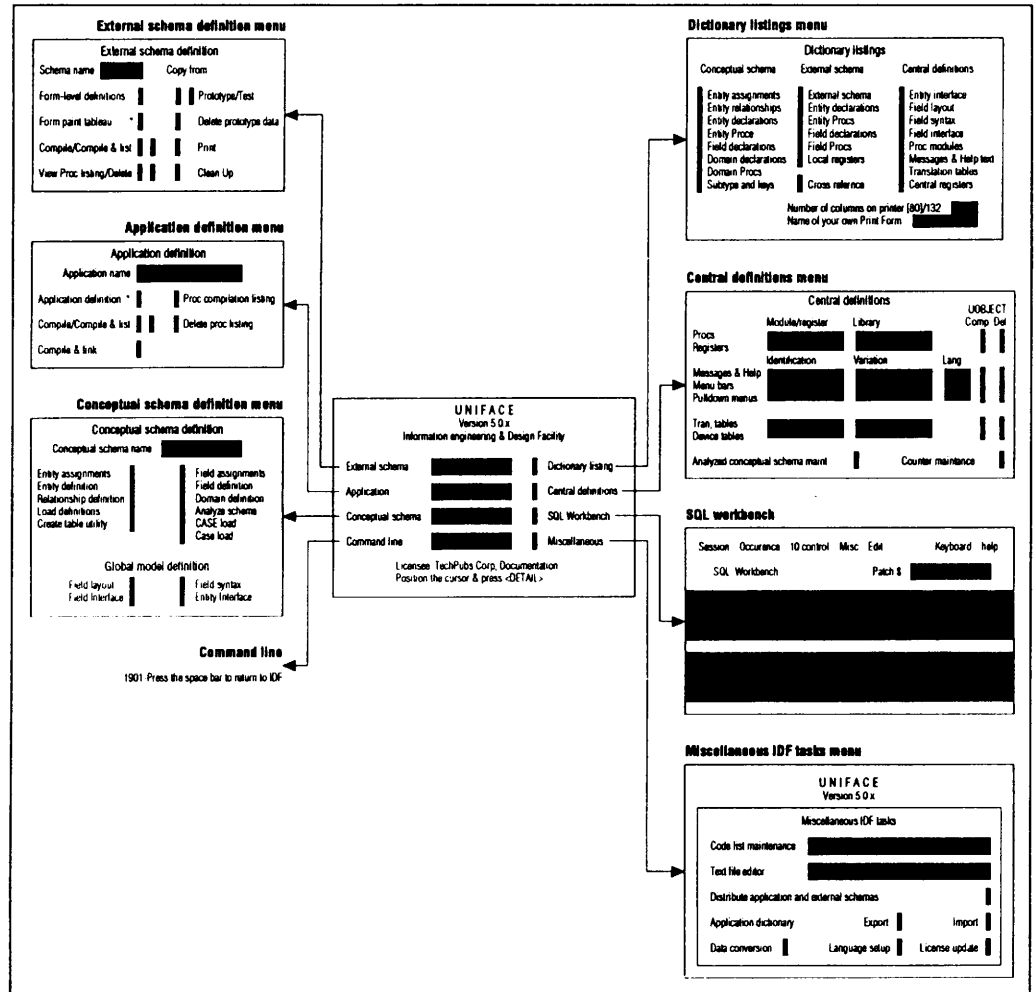 External schema definition menu
External schema definition
Schema name Copy from
Form-level definitions Prototype/Test
Form paint tableau * Delete prototype data
Compile/Compile & list Print
View Proc listing/Delete Clean Up
Application definition menu
Application definition
Application name
Application definition * Proc compilation listing
Compile/Compile & list Delete proc listing
Compile & link
Conceptual schema definition menu
Conceptual schema definition
Conceptual schema name
Entity assignments Field assignments
Entity definition Field definition
Relationship definition Domain definition
Load definitions Analyze scheme
Create table utility CASE load
Case load
Global model definition
Field layout Field syntax
Field Interface Entity Interface
Command line
1901 Press the space bar to return to IDF
UNIFACE
Version 5.0.x
Information engineering & Design Facility
External schema Dictionary listing
Application Central definitions
Conceptual schema SQL Workbench
Command line Miscellaneous
Licensee TechPubs Corp, Documentation
Position the cursor & press <DETAIL>
Dictionary listings menu
Dictionary listings
Conceptual schema External schema Central definitions
Entity assignments External schema Entity interface
Entity relationships Entity declarations Field layout
Entity declarations Entity Procs Field syntax
Entity Proce Field declarations Field interface
Field declarations Field Procs Proc modules
Domain declarations Local registers Messages & Help text
Domain Procs Translation tables
Subtype and keys Cross refernce Central registers
Number of columns on printer [80]/132
Name of your own Print Form
Central definitions menu
Central definitions
UOBJECT
Module/register Library Comp Del
Procs
Registers
Identification Variation Lang
Messages & Help
Menu bars
Pulldown menus
Tran, tables
Device tables
Analyzed conceptual schema maint Counter maintance
SQL workbench
Session Occurence 10 control Misc Edit Keyboard help
SQL Workbench Patch $
Miscellaneous IDF tasks menu
UNIFACE
Version 5.0.x
Miscellaneous IDF tasks
Code list maintenance
Text file editor
Distribute application and external schemas
Application dictionary Export Import
Data conversion Language setup License update